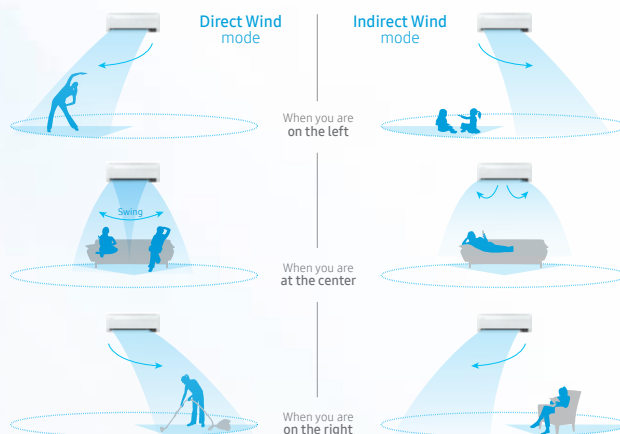 Direct Wind
mode
Indirect Wind
mode
When you are
on the left
Swing
When you are
at the center
When you are
on the right